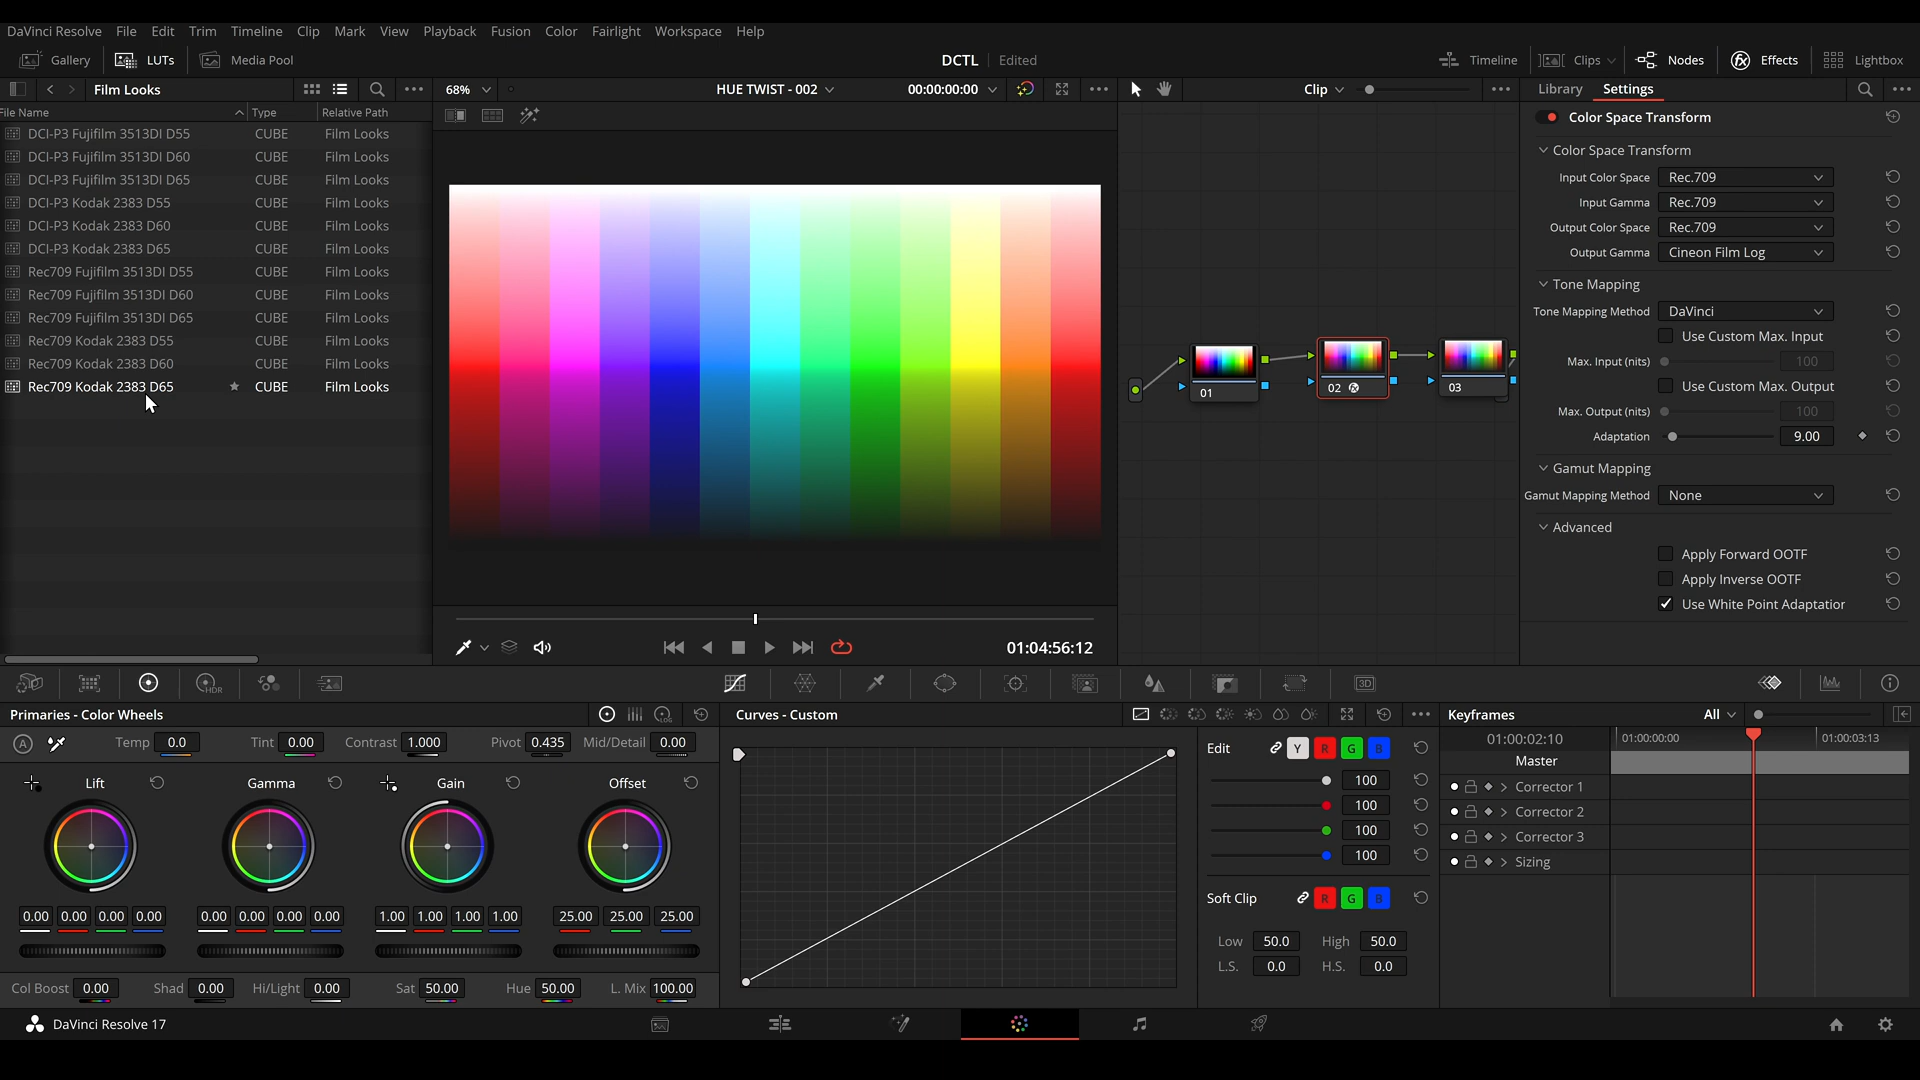 DaVinci Resolve File Edit Trim Timeline Clip Mark View Playback Fusion Color Fairlight Workspace Help
Gallery LUTs Media Pool DCTL Edited Timeline Clips Nodes Effects Lightbox
Film Looks 68% HUE TWIST - 002 00:00:00:00 Clip Library Settings
File Name Type Relative Path
DCI-P3 Fujifilm 3513DI D55 CUBE Film Looks
DCI-P3 Fujifilm 3513DI D60 CUBE Film Looks
DCI-P3 Fujifilm 3513DI D65 CUBE Film Looks
DCI-P3 Kodak 2383 D55 CUBE Film Looks
DCI-P3 Kodak 2383 D60 CUBE Film Looks
DCI-P3 Kodak 2383 D65 CUBE Film Looks
Rec709 Fujifilm 3513DI D55 CUBE Film Looks
Rec709 Fujifilm 3513DI D60 CUBE Film Looks
Rec709 Fujifilm 3513DI D65 CUBE Film Looks
Rec709 Kodak 2383 D55 CUBE Film Looks
Rec709 Kodak 2383 D60 CUBE Film Looks
Rec709 Kodak 2383 D65 CUBE Film Looks
01:04:56:12
01
02
03
Color Space Transform
Color Space Transform
Input Color Space Rec.709
Input Gamma Rec.709
Output Color Space Rec.709
Output Gamma Cineon Film Log
Tone Mapping
Tone Mapping Method DaVinci
Use Custom Max. Input
Max. Input (nits) 100
Use Custom Max. Output
Max. Output (nits) 100
Adaptation 9.00
Gamut Mapping
Gamut Mapping Method None
Advanced
Apply Forward OOTF
Apply Inverse OOTF
Use White Point Adaptation
HDR 3D
Primaries - Color Wheels LOG
A Temp 0.0 Tint 0.00 Contrast 1.000 Pivot 0.435 Mid/Detail 0.00
Lift Gamma Gain Offset
0.00 0.00 0.00 0.00 0.00 0.00 0.00 0.00 1.00 1.00 1.00 1.00 25.00 25.00 25.00
Col Boost 0.00 Shad 0.00 Hi/Light 0.00 Sat 50.00 Hue 50.00 L. Mix 100.00
Curves - Custom
Edit Y R G B
100
100
100
100
Soft Clip R G B
Low 50.0 High 50.0
L.S. 0.0 H.S. 0.0
Keyframes All
01:00:02:10 01:00:00:00 01:00:03:13
Master
Corrector 1
Corrector 2
Corrector 3
Sizing
DaVinci Resolve 17